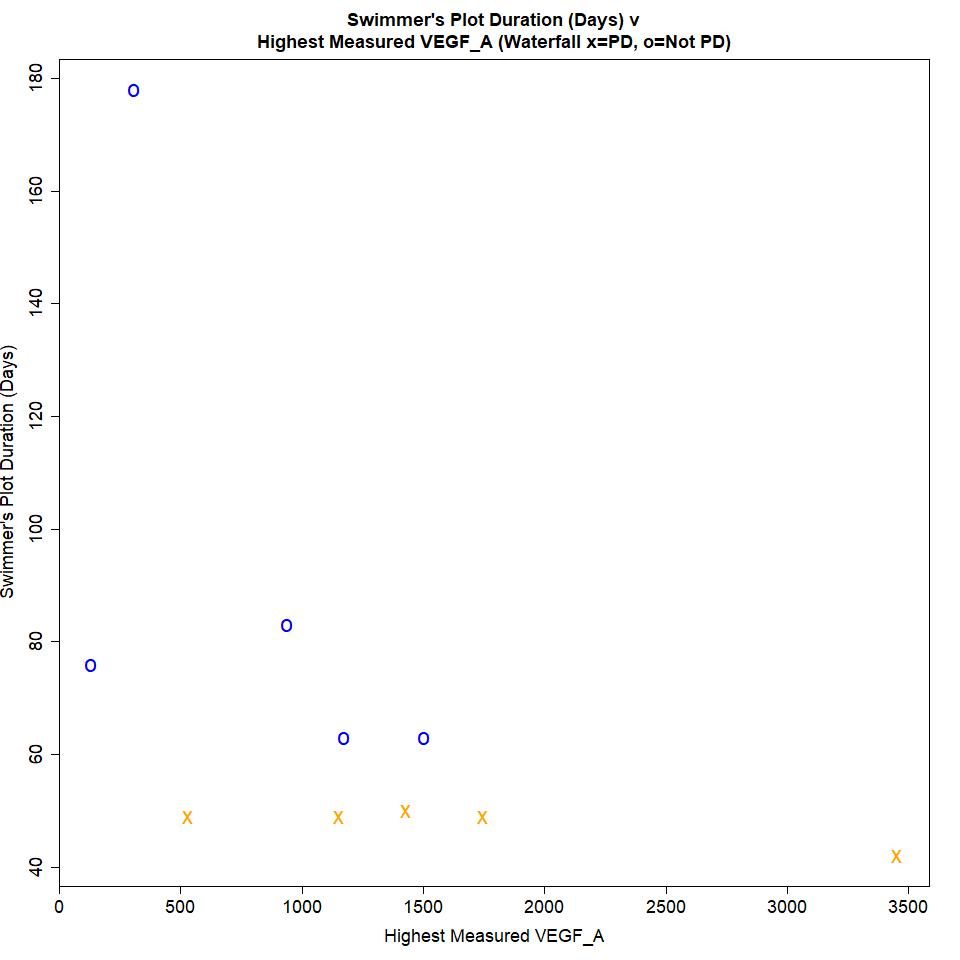 Swimmer's Plot Duration (Days) v
Highest Measured VEGF_A (Waterfall x=PD, o=Not PD)
Swimmer's Plot Duration (Days)
180
160
140
120
100
80
60
40
o
o
o
o
o
x
x
x
x
x
0 500 1000 1500 2000 2500 3000 3500
Highest Measured VEGF_A